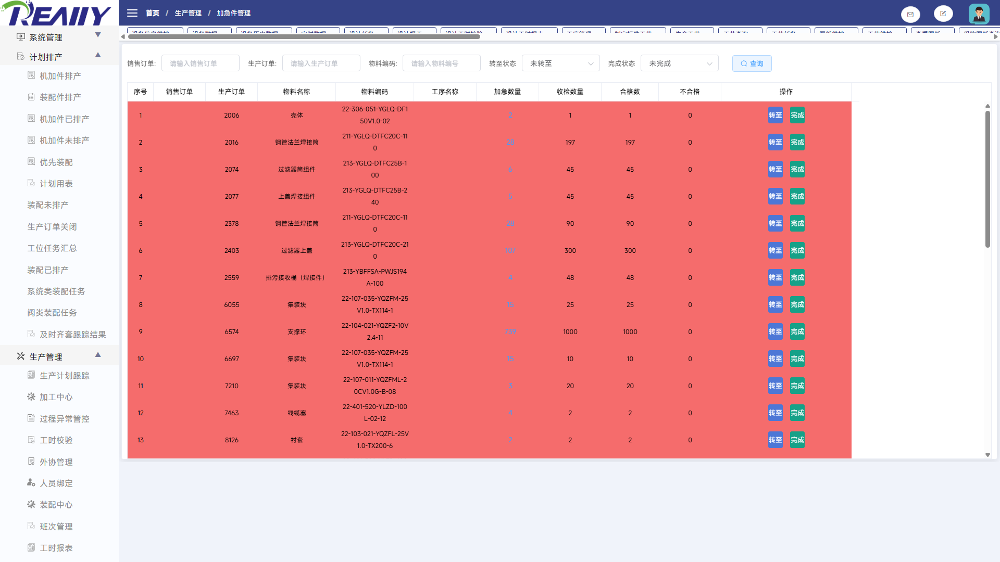 REAllY
首页 / 生产管理 / 加急件管理
系统管理
计划排产
机加件排产
装配件排产
机加件已排产
机加件未排产
优先装配
计划用表
装配未排产
生产订单关闭
工位任务汇总
装配已排产
系统类装配任务
阀类装配任务
及时齐套跟踪结果
生产管理
生产计划跟踪
加工中心
过程异常管控
工时校验
外协管理
人员绑定
装配中心
班次管理
工时报表
销售订单: 请输入销售订单 生产订单: 请输入生产订单 物料编码: 请输入物料编号 转至状态 未转至 完成状态 未完成 查询
序号 销售订单 生产订单 物料名称 物料编码 工序名称 加急数量 收检数量 合格数 不合格 操作
1 2006 壳体 22-306-051-YGLQ-DF150V1.0-02 2 1 1 0 转至 完成
2 2016 钢管法兰焊接筒 211-YGLQ-DTFC20C-110 28 197 197 0 转至 完成
3 2074 过滤器筒组件 213-YGLQ-DTFC25B-100 6 45 45 0 转至 完成
4 2077 上盖焊接组件 213-YGLQ-DTFC25B-240 5 45 45 0 转至 完成
5 2378 钢管法兰焊接筒 211-YGLQ-DTFC20C-110 28 90 90 0 转至 完成
6 2403 过滤器上盖 213-YGLQ-DTFC20C-210 107 300 300 0 转至 完成
7 2559 排污接收桶（焊接件） 213-YBFFSA-PWJS194A-100 4 48 48 0 转至 完成
8 6055 集装块 22-107-035-YQZFM-25V1.0-TX114-1 15 25 25 0 转至 完成
9 6574 支撑环 22-104-021-YQZF2-10V2.4-11 739 1000 1000 0 转至 完成
10 6697 集装块 22-107-035-YQZFM-25V1.0-TX114-1 15 10 10 0 转至 完成
11 7210 集装块 22-107-011-YQZFML-20CV1.0G-B-08 3 20 20 0 转至 完成
12 7463 线缆塞 22-401-520-YLZD-100L-02-12 4 2 2 0 转至 完成
13 8126 衬套 22-103-021-YQZFL-25V1.0-TX200-6 2 2 2 0 转至 完成